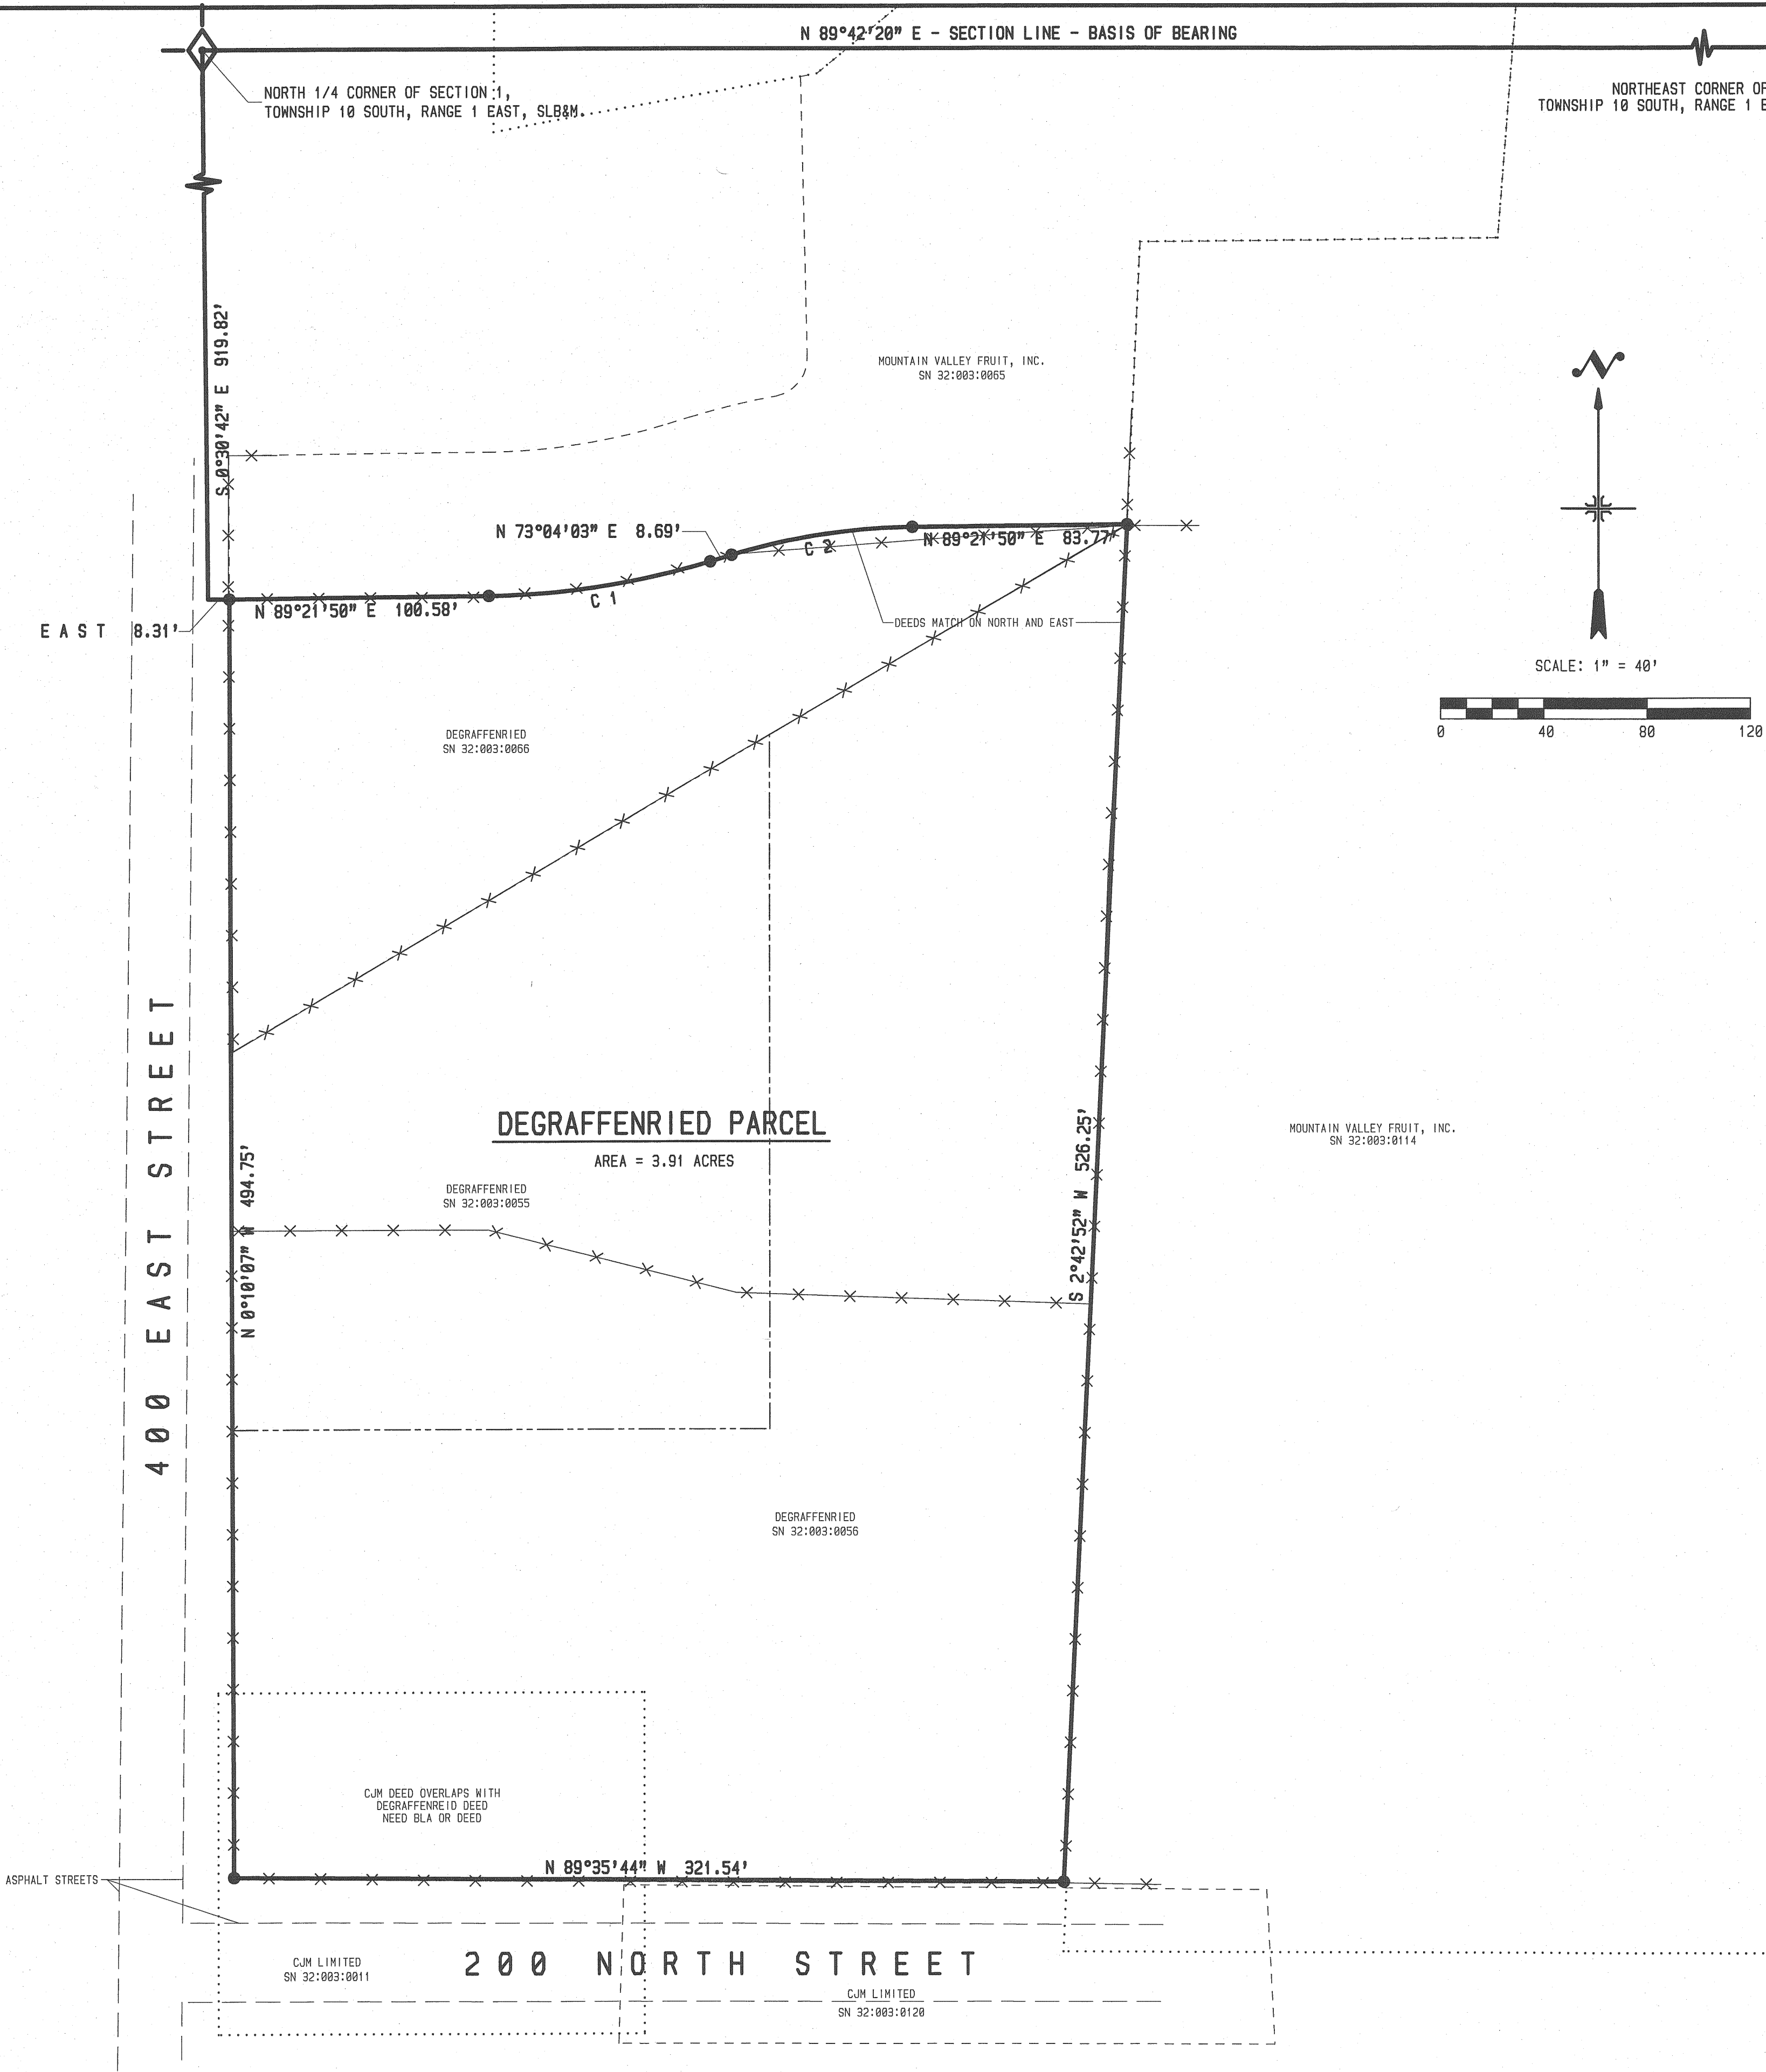 N 89°42'20" E - SECTION LINE - BASIS OF BEARING
NORTH 1/4 CORNER OF SECTION 1,
TOWNSHIP 10 SOUTH, RANGE 1 EAST, SLB&M.
NORTHEAST CORNER OF
TOWNSHIP 10 SOUTH, RANGE 1 E
S 0°30'42" E 919.82'
MOUNTAIN VALLEY FRUIT, INC.
SN 32:003:0065
N 73°04'03" E 8.69'
C 2
N 89°21'50" E 83.77'
C 1
N 89°21'50" E 100.58'
EAST 8.31'
DEEDS MATCH ON NORTH AND EAST
SCALE: 1" = 40'
0 40 80 120
DEGRAFFENRIED
SN 32:003:0066
400 EAST STREET
DEGRAFFENRIED PARCEL
AREA = 3.91 ACRES
MOUNTAIN VALLEY FRUIT, INC.
SN 32:003:0114
N 0°10'07" W 494.75'
DEGRAFFENRIED
SN 32:003:0055
S 2°42'52" W 526.25'
DEGRAFFENRIED
SN 32:003:0056
CJM DEED OVERLAPS WITH
DEGRAFFENREID DEED
NEED BLA OR DEED
N 89°35'44" W 321.54'
ASPHALT STREETS
200 NORTH STREET
CJM LIMITED
SN 32:003:0011
CJM LIMITED
SN 32:003:0120